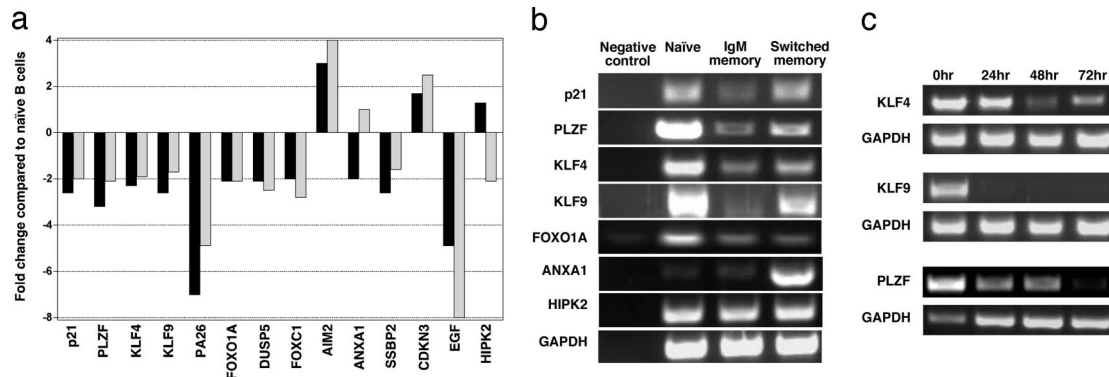 a
Fold change compared to naïve B cells
4
2
0
-2
-4
-6
-8
p21
PLZF
KLF4
KLF9
PA26
FOXO1A
DUSP5
FOXC1
AIM2
ANXA1
SSBP2
CDKN3
EGF
HIPK2
b
Negative control
Naïve
IgM memory
Switched memory
p21
PLZF
KLF4
KLF9
FOXO1A
ANXA1
HIPK2
GAPDH
c
0hr 24hr 48hr 72hr
KLF4
GAPDH
KLF9
GAPDH
PLZF
GAPDH